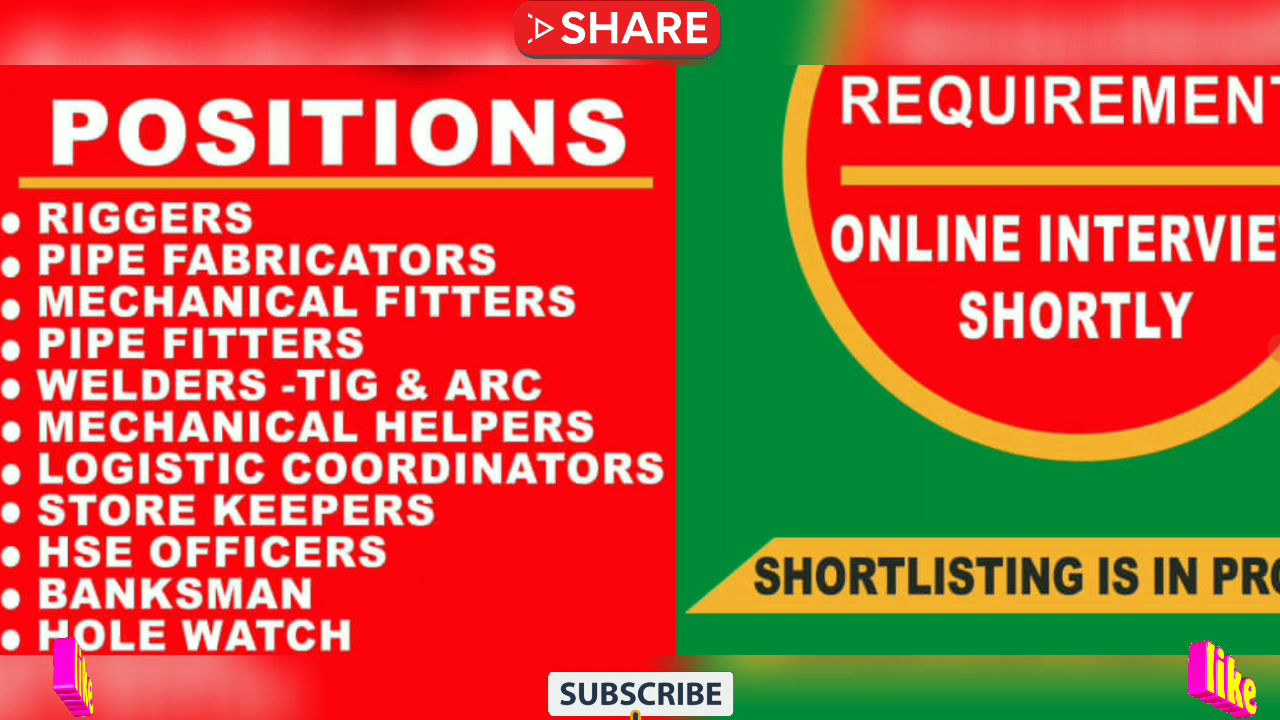 SHARE
POSITIONS
• RIGGERS
• PIPE FABRICATORS
• MECHANICAL FITTERS
• PIPE FITTERS
• WELDERS -TIG & ARC
• MECHANICAL HELPERS
• LOGISTIC COORDINATORS
• STORE KEEPERS
• HSE OFFICERS
• BANKSMAN
• HOLE WATCH
REQUIREMENT
ONLINE INTERVIE
SHORTLY
SHORTLISTING IS IN PRO
like
SUBSCRIBE
like